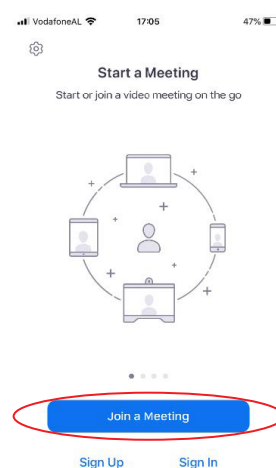 VodafoneAL 17:05 47%
Start a Meeting
Start or join a video meeting on the go
Join a Meeting
Sign Up Sign In